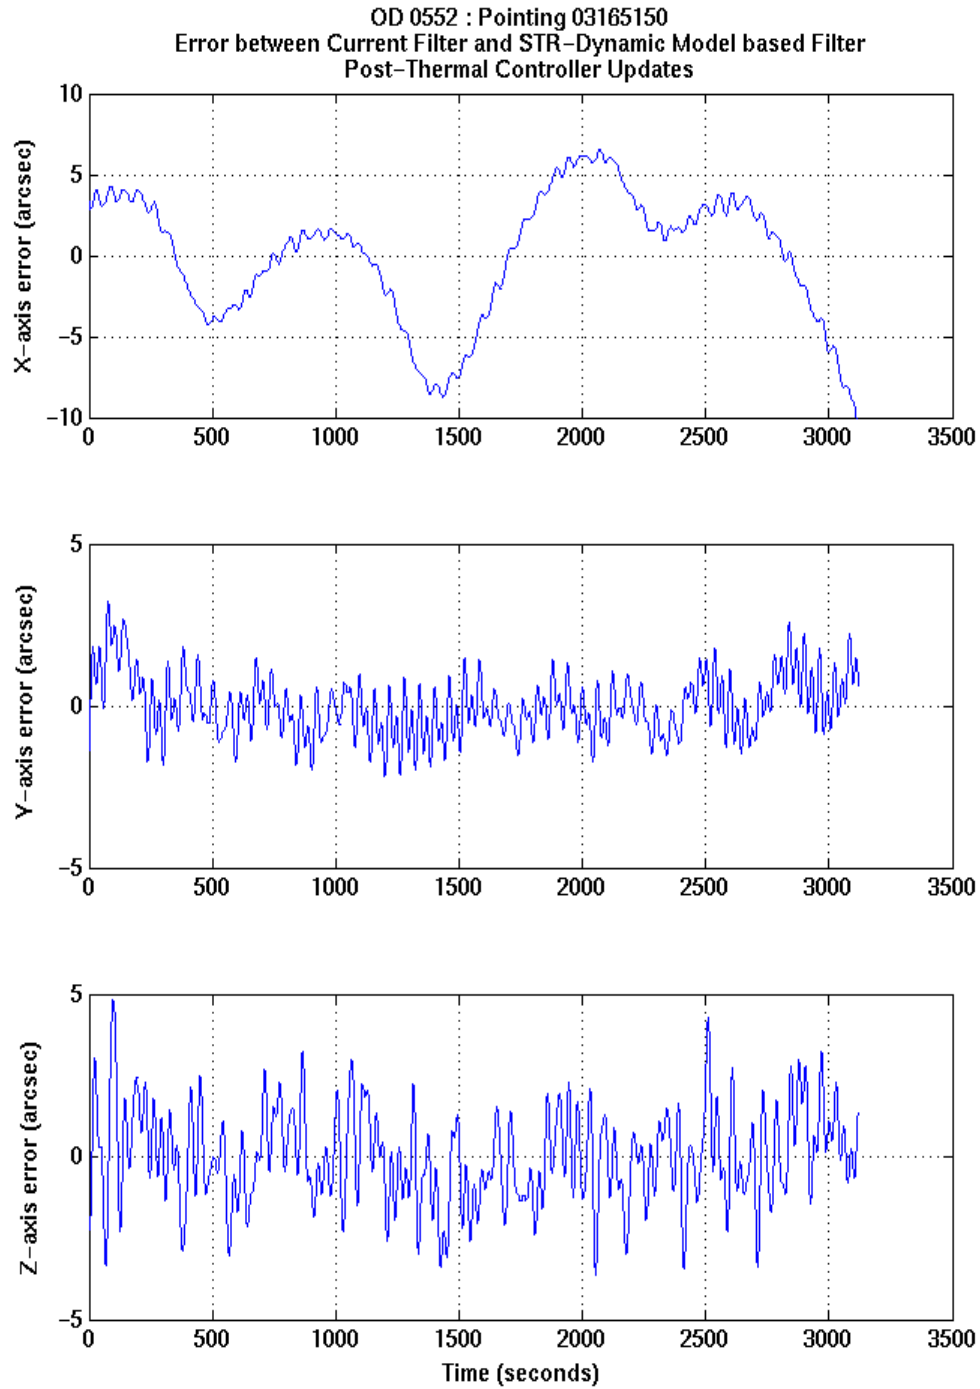 OD 0552 : Pointing 03165150
Error between Current Filter and STR-Dynamic Model based Filter
Post-Thermal Controller Updates
X-axis error (arcsec)
10
5
0
-5
-10
0 500 1000 1500 2000 2500 3000 3500
Y-axis error (arcsec)
5
0
-5
0 500 1000 1500 2000 2500 3000 3500
Z-axis error (arcsec)
5
0
-5
0 500 1000 1500 2000 2500 3000 3500
Time (seconds)